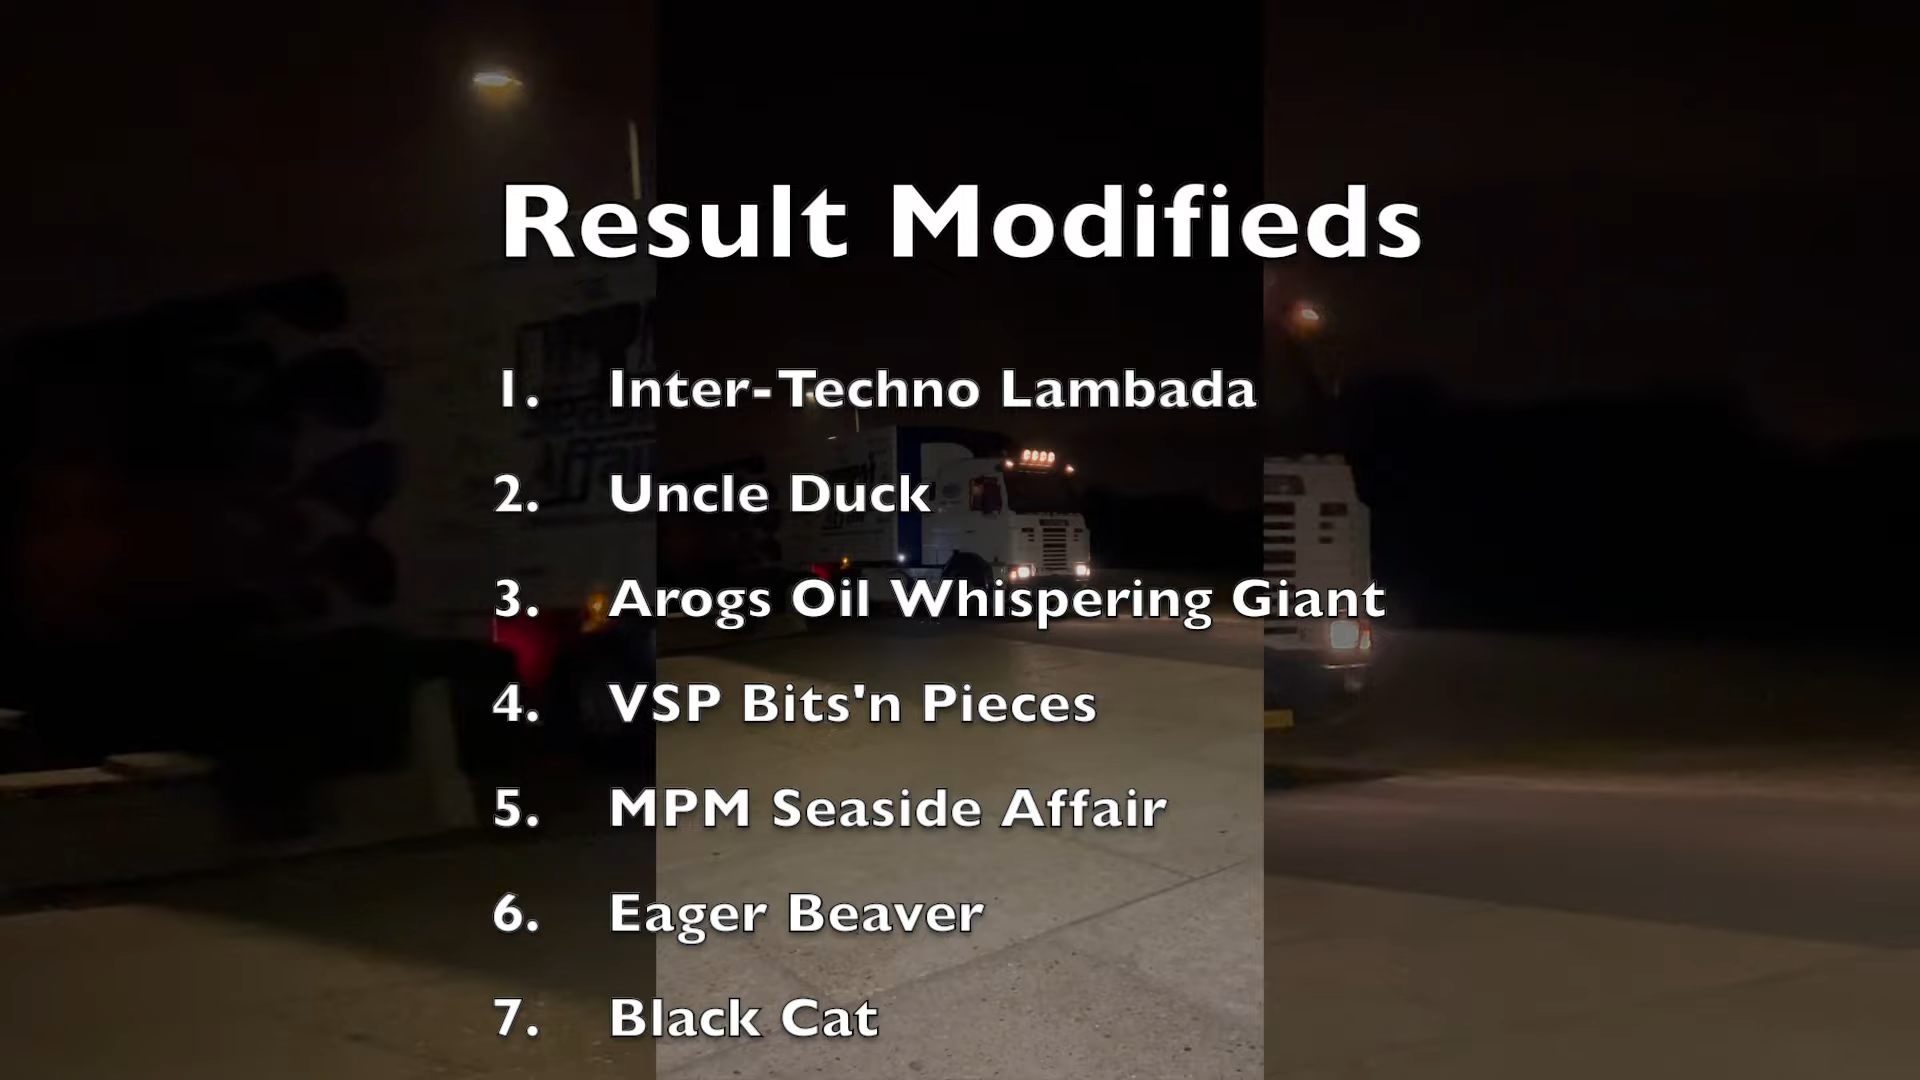 Result Modifieds
1. Inter-Techno Lambada
2. Uncle Duck
3. Arogs Oil Whispering Giant
4. VSP Bits'n Pieces
5. MPM Seaside Affair
6. Eager Beaver
7. Black Cat